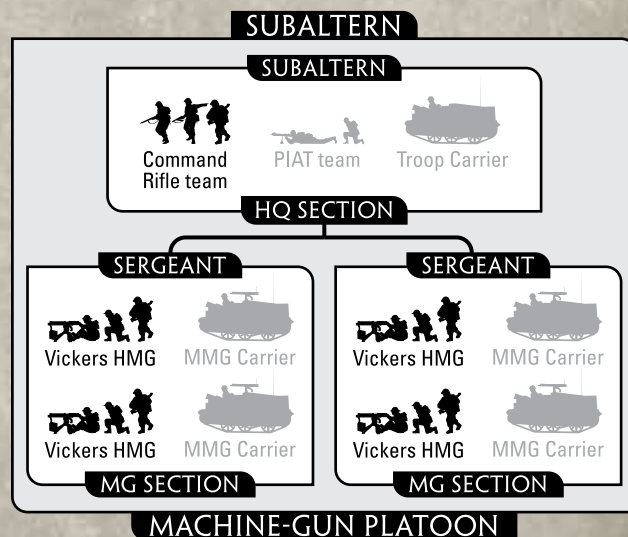 SUBALTERN
SUBALTERN
Command
Rifle team
PIAT team
Troop Carrier
HQ SECTION
SERGEANT
Vickers HMG
MMG Carrier
Vickers HMG
MMG Carrier
MG SECTION
SERGEANT
Vickers HMG
MMG Carrier
Vickers HMG
MMG Carrier
MG SECTION
MACHINE-GUN PLATOON